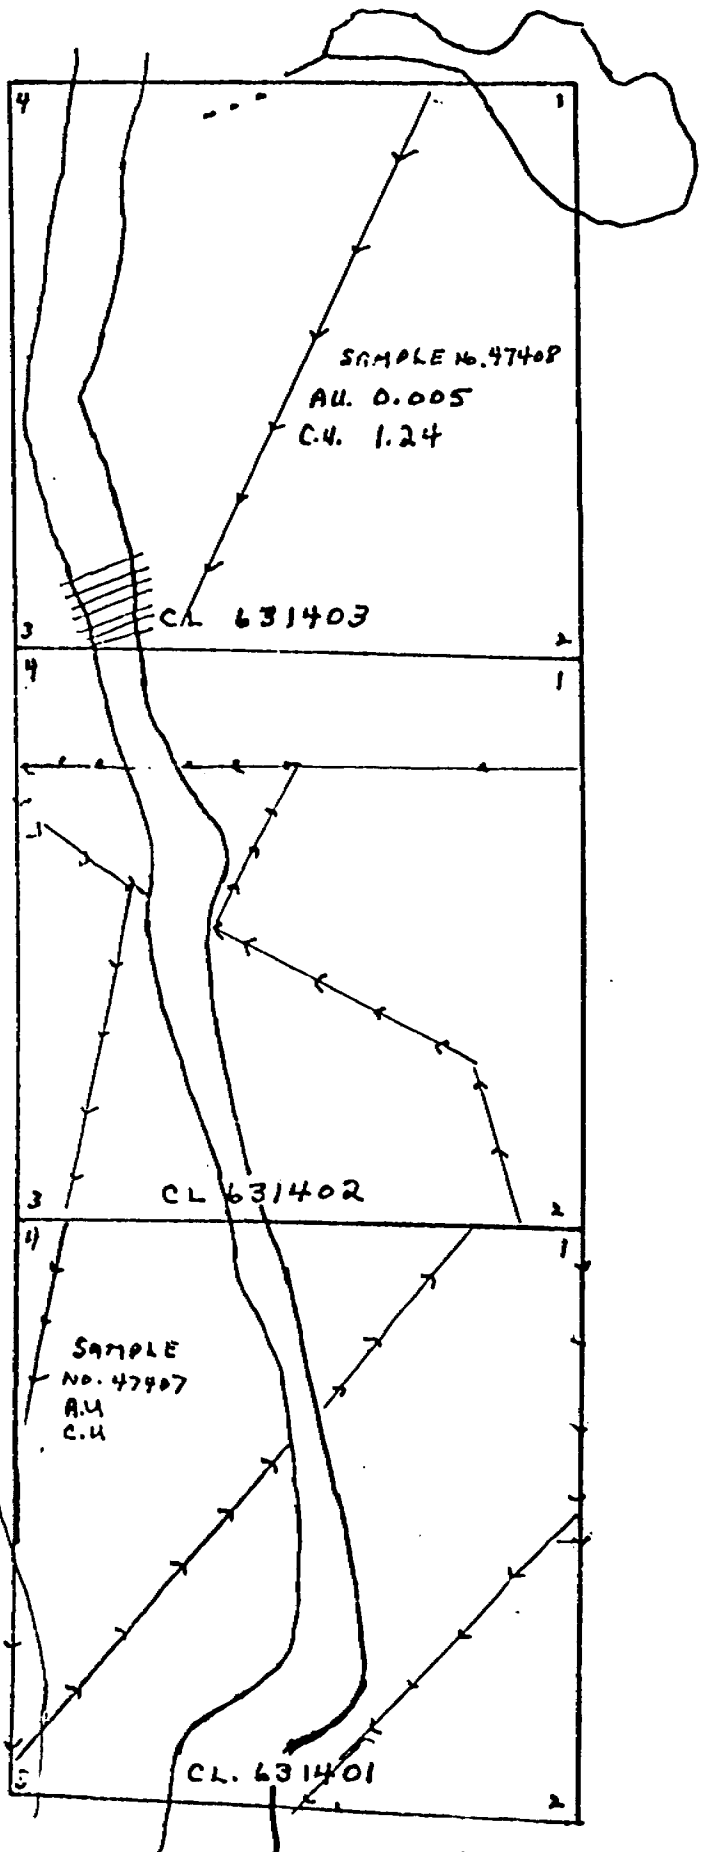 4 1
SAMPLE No. 47408
AU. 0.005
C.U. 1.24
CL 631403
3 2
4 1
CL 631402
3 2
4 1
SAMPLE
NO. 47407
A.U
C.U
CL. 631401
3 2